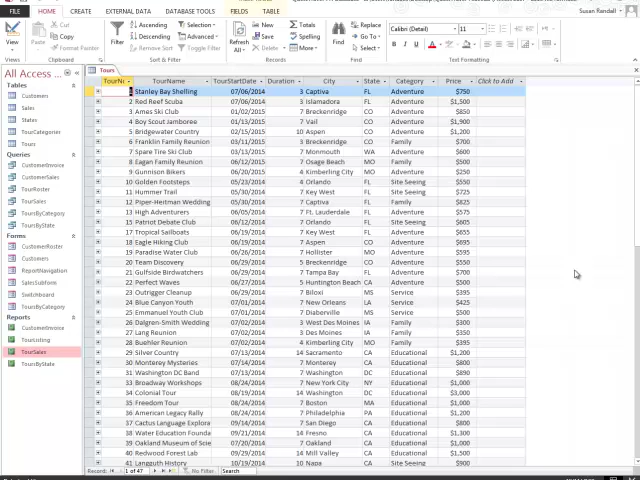 Susan Randall
FILE HOME CREATE EXTERNAL DATA DATABASE TOOLS FIELDS TABLE
View Paste Cut Copy Format Painter
Filter Ascending Descending Remove Sort Selection Advanced
Refresh All New Save Totals More
Find Replace Go To Select
Calibri (Detail) 11
B I U
Views Clipboard Sort & Filter Records Find Text Formatting
All Access ...
Tables
Customers
Sales
States
TourCategories
Tours
Queries
CustomerInvoice
CustomerSales
TourRoster
TourSales
ToursByCategory
ToursByState
Forms
CustomerRoster
Customers
ReportNavigation
SalesSubform
Switchboard
ToursByCategory
Reports
CustomerInvoice
TourListing
TourSales
ToursByState
Tours
TourNu TourName TourStartDate Duration City State Category Price Click to Add
1 Stanley Bay Shelling 07/06/2014 3 Captiva FL Adventure $750
2 Red Reef Scuba 07/06/2014 3 Islamadora FL Adventure $1,500
3 Ames Ski Club 01/02/2015 7 Breckenridge CO Adventure $850
4 Boy Scout Jamboree 01/13/2015 7 Vail CO Adventure $1,900
5 Bridgewater Country 02/15/2015 10 Aspen CO Adventure $1,200
6 Franklin Family Reunion 03/13/2015 3 Breckenridge CO Family $700
7 Spare Tire Ski Club 03/13/2015 7 Monmouth WA Adventure $600
8 Eagan Family Reunion 06/12/2015 7 Osage Beach MO Family $500
9 Gunnison Bikers 06/20/2015 4 Kimberling City MO Adventure $250
10 Golden Footsteps 05/23/2014 4 Orlando FL Site Seeing $550
11 Hummer Trail 05/30/2014 7 Key West FL Site Seeing $725
12 Piper-Heitman Wedding 05/30/2014 3 Captiva FL Family $825
13 High Adventurers 06/05/2014 7 Ft. Lauderdale FL Adventure $575
15 Patriot Debate Club 06/12/2014 5 Orlando FL Site Seeing $605
17 Tropical Sailboats 06/19/2014 7 Key West FL Adventure $655
18 Eagle Hiking Club 06/19/2014 7 Aspen CO Adventure $695
19 Paradise Water Club 06/26/2014 3 Hollister MO Adventure $595
20 Team Discovery 06/29/2014 5 Breckenridge CO Adventure $550
21 Gulfside Birdwatchers 06/29/2014 7 Tampa Bay FL Adventure $700
22 Perfect Waves 06/27/2014 5 Huntington Beach CA Adventure $500
23 Outrigger Cleanup 06/29/2014 7 Biloxi MS Service $395
24 Blue Canyon Youth 07/01/2014 7 New Orleans LA Service $425
25 Emmanuel Youth 07/01/2014 7 Diaberville MS Service $500
26 Dalgren-Smith Wedding 07/02/2014 3 West Des Moines IA Family $300
27 Lang Reunion 07/02/2014 4 Des Moines IA Family $350
28 Buehler Reunion 07/02/2014 4 Kimberling City MO Family $395
29 Silver Country 07/13/2014 14 Sacramento CA Educational $1,200
30 Monterey Mysteries 07/14/2014 7 Monterey CA Educational $800
31 Washington DC Band 07/20/2014 7 Washington DC Educational $890
33 Broadway Workshops 08/24/2014 7 New York City NY Educational $1,000
34 Colonial Tour 08/24/2014 14 Washington DC Educational $1,000
35 Freedom Tour 08/24/2014 7 Boston MA Educational $1,000
36 American Legacy Rally 08/24/2014 7 Philadelphia PA Educational $1,200
37 Cactus Language Explora 09/14/2014 7 San Diego CA Educational $800
38 Water Education Foundati 09/14/2014 14 Fresno CA Educational $1,300
39 Oakland Museum of Scie 09/14/2014 7 Oakland CA Educational $1,000
40 Redwood Forest Lab 09/29/2014 14 Mill Valley CA Educational $1,500
41 Langguth History 10/19/2014 10 Napa CA Educational $900
Record: 1 of 47 No Filter Search